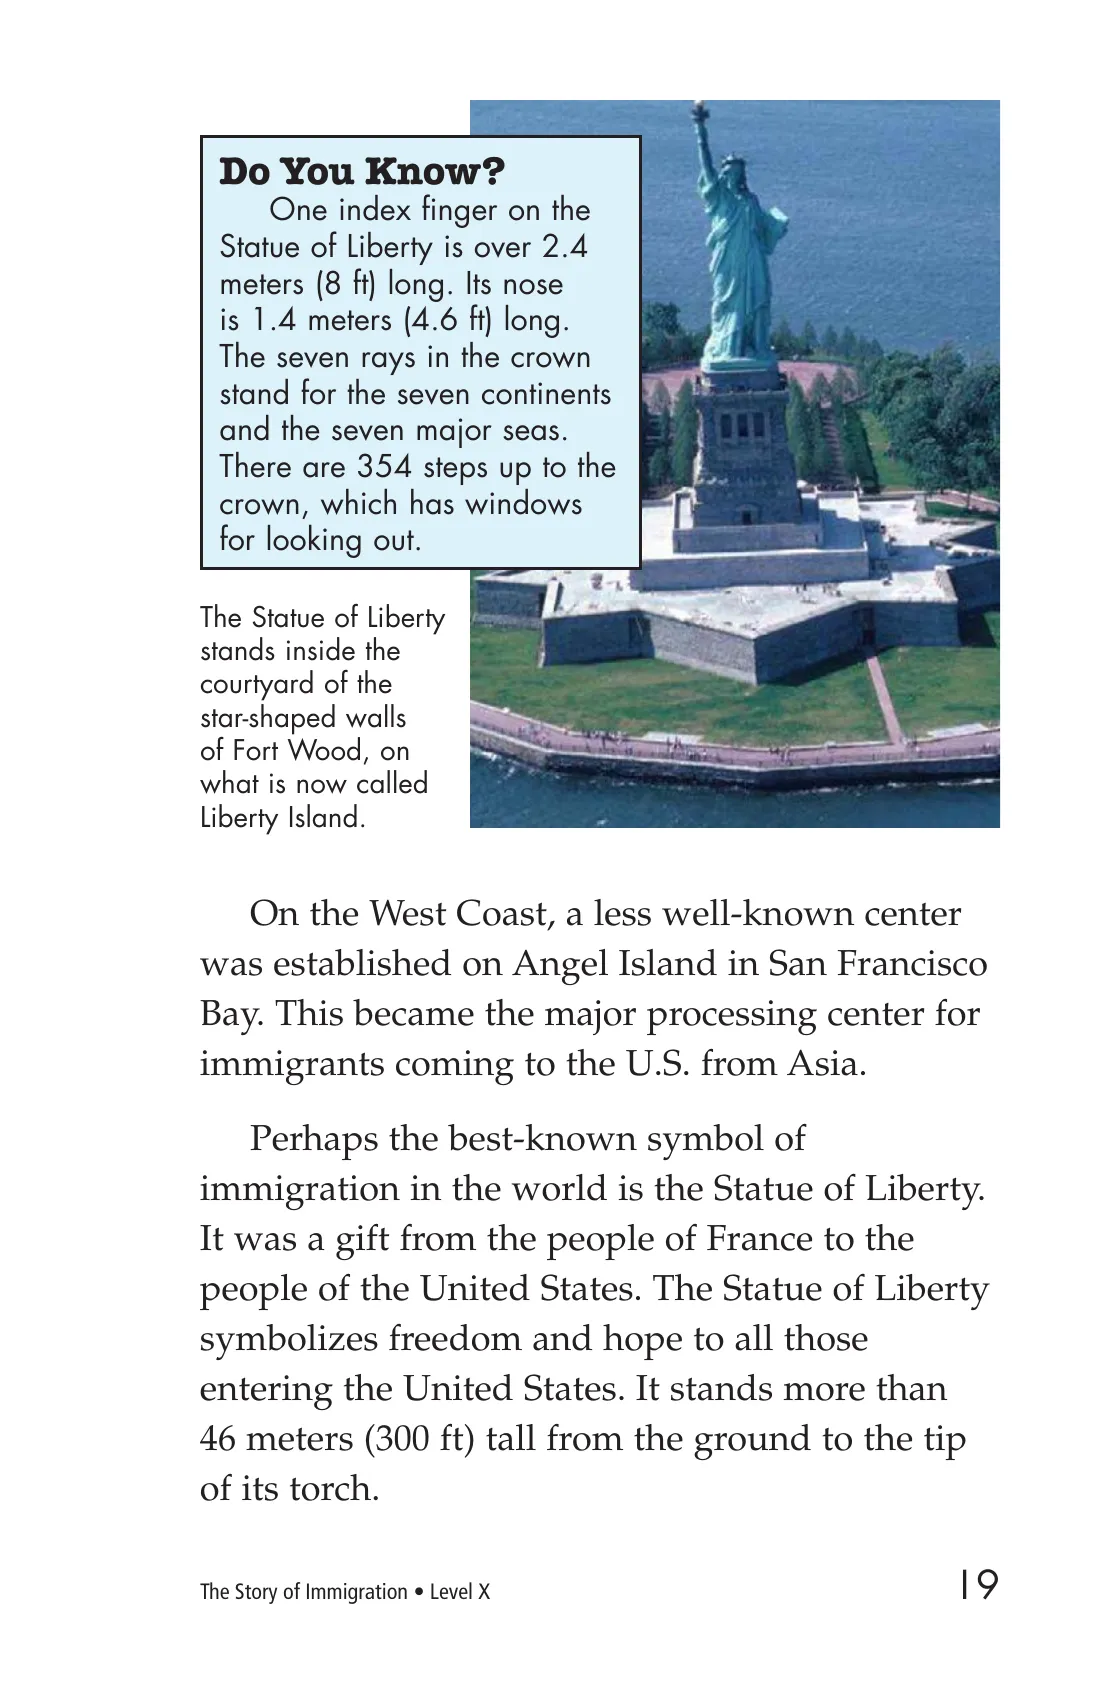 Do You Know?
One index finger on the
Statue of Liberty is over 2.4
meters (8 ft) long. Its nose
is 1.4 meters (4.6 ft) long.
The seven rays in the crown
stand for the seven continents
and the seven major seas.
There are 354 steps up to the
crown, which has windows
for looking out.
The Statue of Liberty
stands inside the
courtyard of the
star-shaped walls
of Fort Wood, on
what is now called
Liberty Island.
On the West Coast, a less well-known center
was established on Angel Island in San Francisco
Bay. This became the major processing center for
immigrants coming to the U.S. from Asia.
Perhaps the best-known symbol of
immigration in the world is the Statue of Liberty.
It was a gift from the people of France to the
people of the United States. The Statue of Liberty
symbolizes freedom and hope to all those
entering the United States. It stands more than
46 meters (300 ft) tall from the ground to the tip
of its torch.
The Story of Immigration • Level X
19